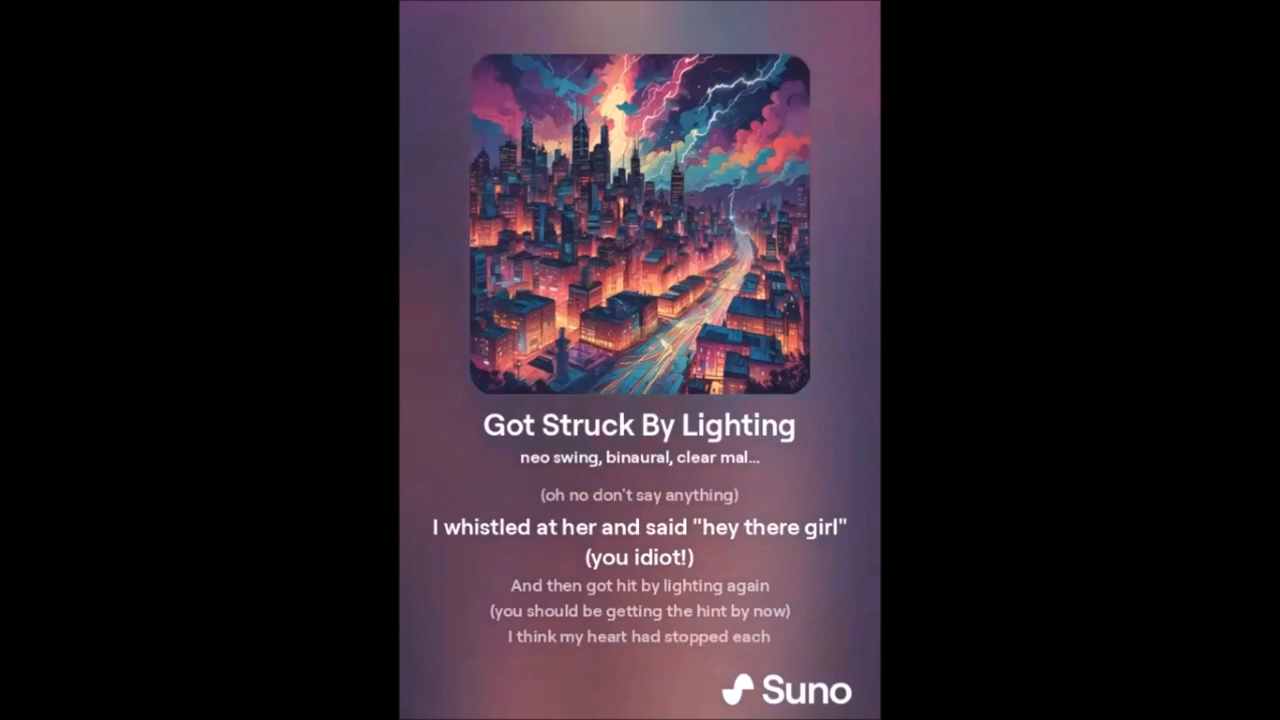 Got Struck By Lighting
neo swing, binaural, clear mal...
(oh no don't say anything)
I whistled at her and said "hey there girl"
(you idiot!)
And then got hit by lighting again
(you should be getting the hint by now)
I think my heart had stopped each
Suno